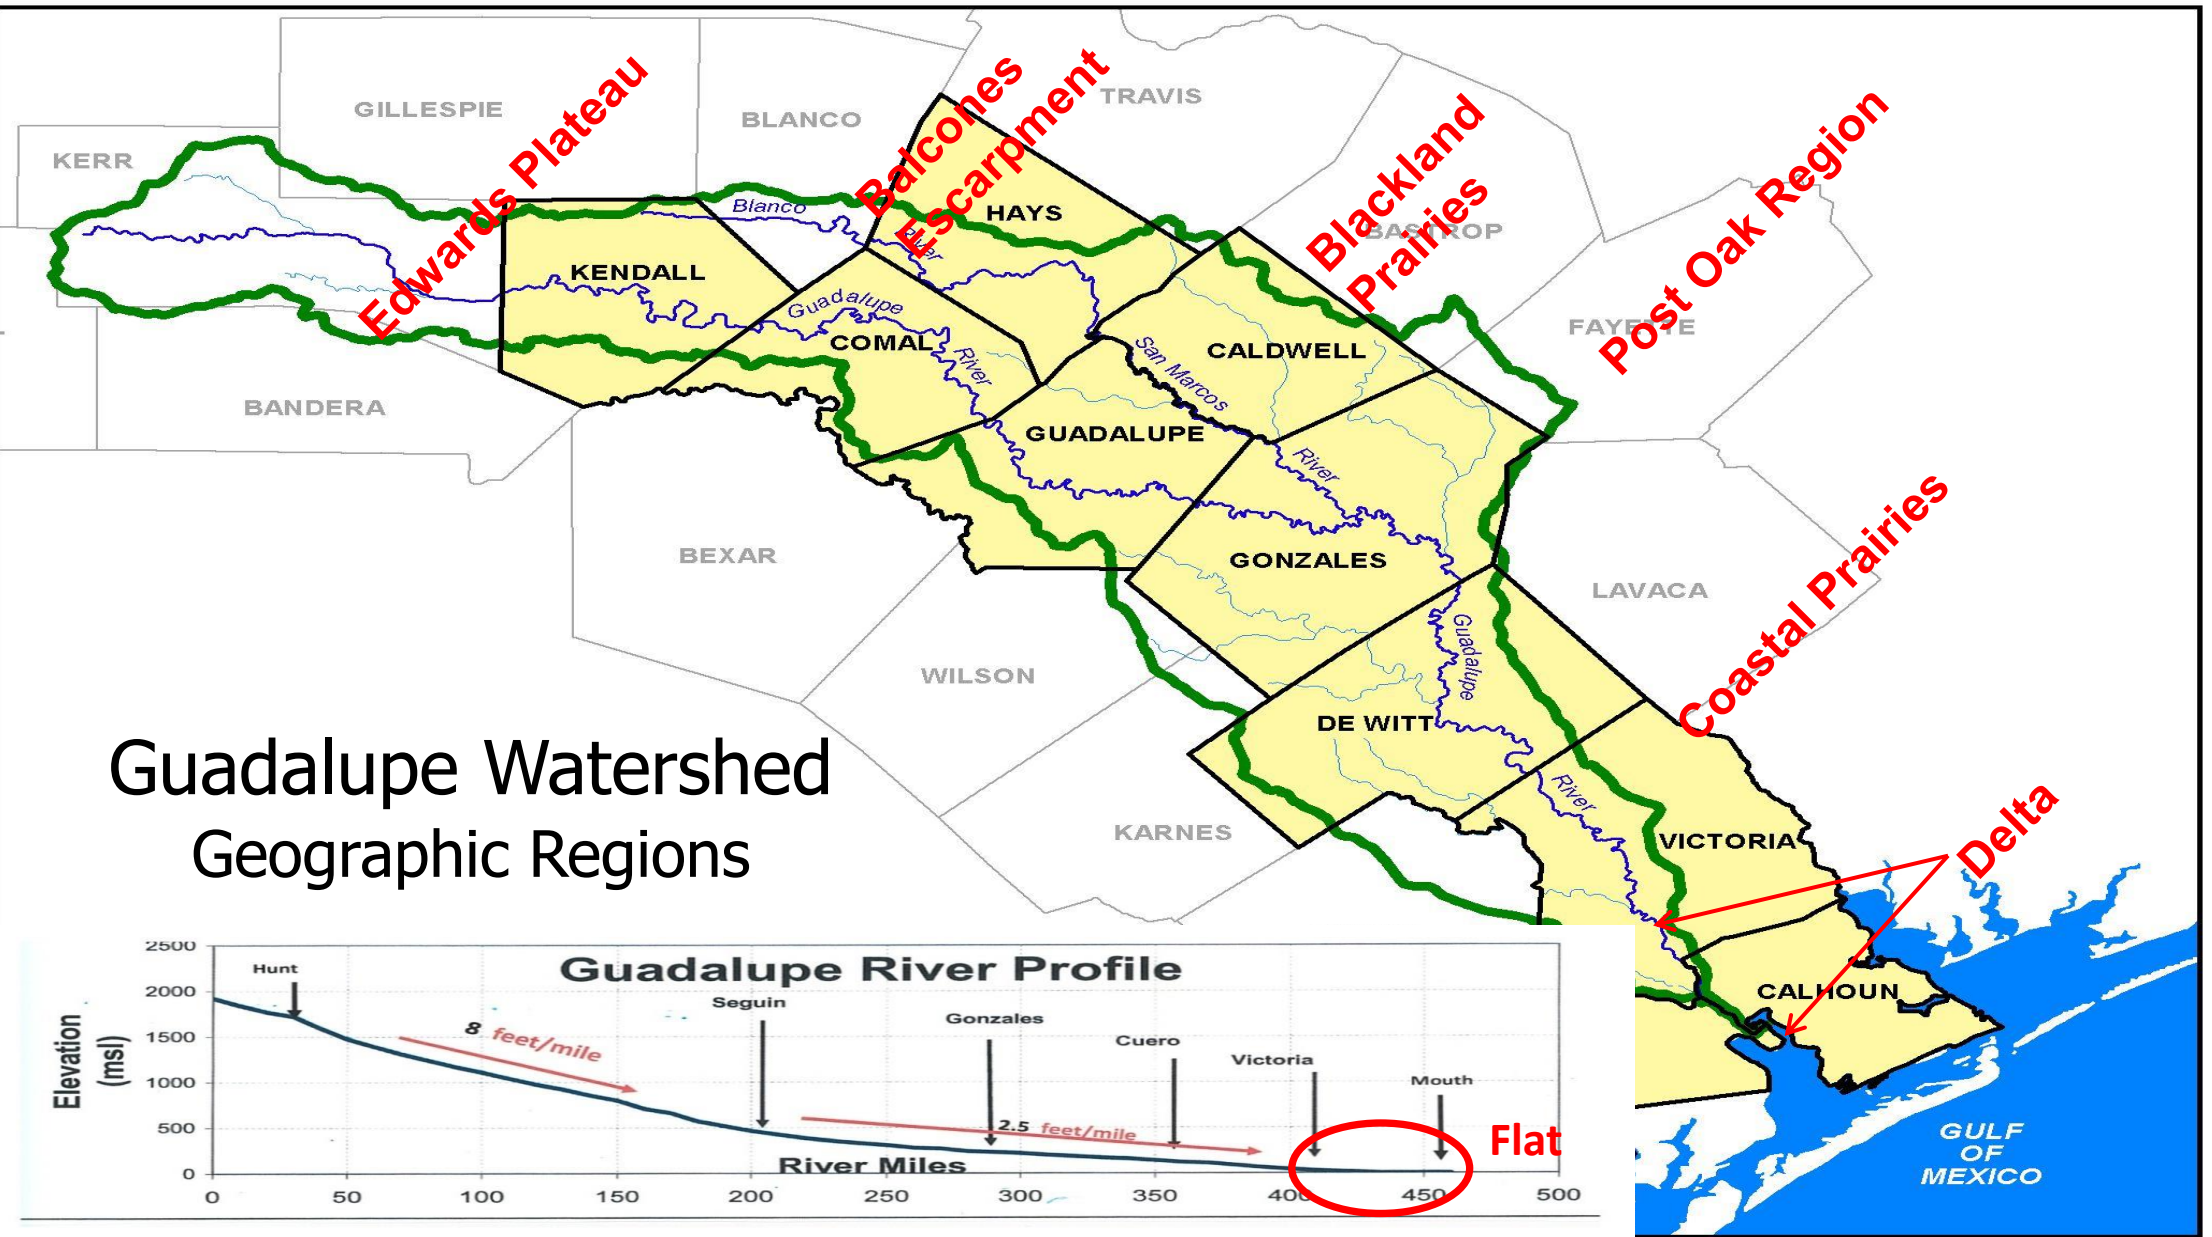 Edwards Plateau
Balcones
Escarpment
Blackland
Prairies
Post Oak Region
Coastal Prairies
Delta
GILLESPIE
BLANCO
TRAVIS
KERR
HAYS
BASTROP
Blanco
River
KENDALL
Guadalupe
River
COMAL
FAYETTE
CALDWELL
San Marcos
River
BANDERA
GUADALUPE
BEXAR
GONZALES
LAVACA
Guadalupe
River
WILSON
DE WITT
KARNES
VICTORIA
CALHOUN
GULF
OF
MEXICO
Guadalupe Watershed
Geographic Regions
Guadalupe River Profile
Elevation
(msl)
2500
2000
1500
1000
500
0
Hunt
8 feet/mile
Seguin
Gonzales
Cuero
Victoria
Mouth
2.5 feet/mile
Flat
River Miles
0 50 100 150 200 250 300 350 400 450 500